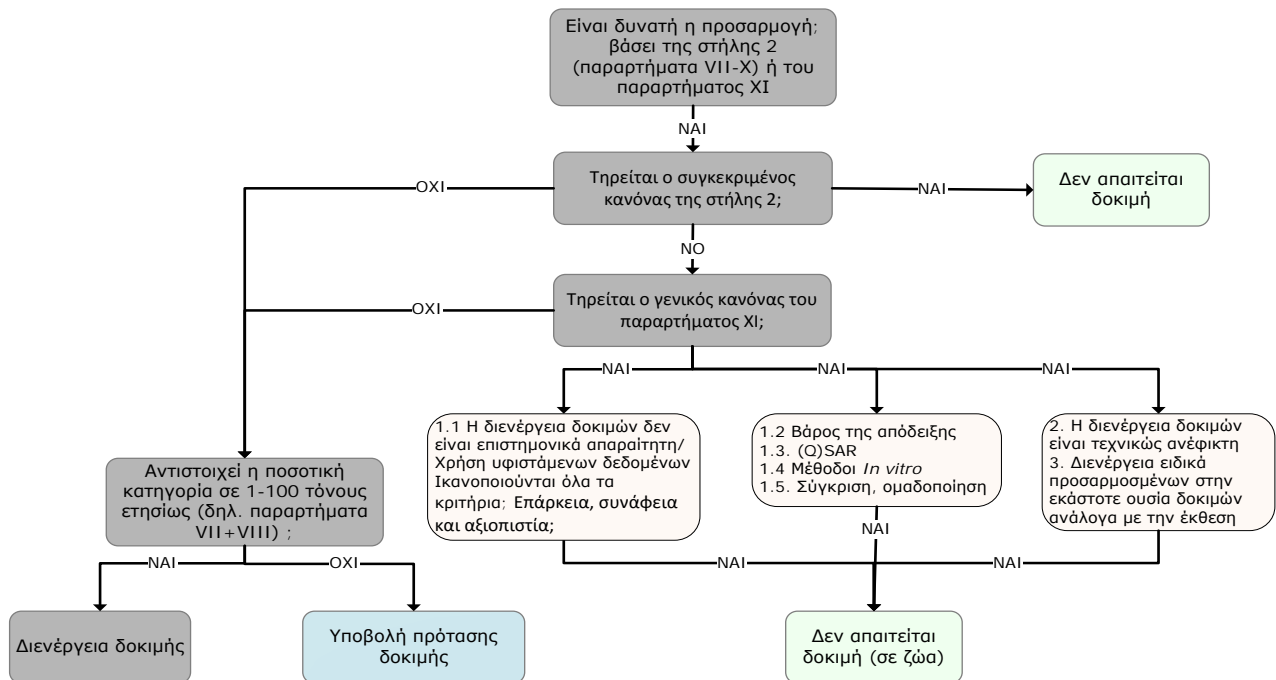 Είναι δυνατή η προσαρμογή;
βάσει της στήλης 2
(παραρτήματα VII-X) ή του
παραρτήματος XI
ΝΑΙ
Τηρείται ο συγκεκριμένος
κανόνας της στήλης 2;
ΟΧΙ
ΝΑΙ
Δεν απαιτείται
δοκιμή
NO
Τηρείται ο γενικός κανόνας του
παραρτήματος XI;
ΟΧΙ
ΝΑΙ
ΝΑΙ
ΝΑΙ
1.1 Η διενέργεια δοκιμών δεν
είναι επιστημονικά απαραίτητη/
Χρήση υφιστάμενων δεδομένων
Ικανοποιούνται όλα τα
κριτήρια; Επάρκεια, συνάφεια
και αξιοπιστία;
1.2 Βάρος της απόδειξης
1.3. (Q)SAR
1.4 Μέθοδοι In vitro
1.5. Σύγκριση, ομαδοποίηση
2. Η διενέργεια δοκιμών
είναι τεχνικώς ανέφικτη
3. Διενέργεια ειδικά
προσαρμοσμένων στην
εκάστοτε ουσία δοκιμών
ανάλογα με την έκθεση
Αντιστοιχεί η ποσοτική
κατηγορία σε 1-100 τόνους
ετησίως (δηλ. παραρτήματα
VII+VIII) ;
ΝΑΙ
ΟΧΙ
ΝΑΙ
ΝΑΙ
ΝΑΙ
Διενέργεια δοκιμής
Υποβολή πρότασης
δοκιμής
Δεν απαιτείται
δοκιμή (σε ζώα)